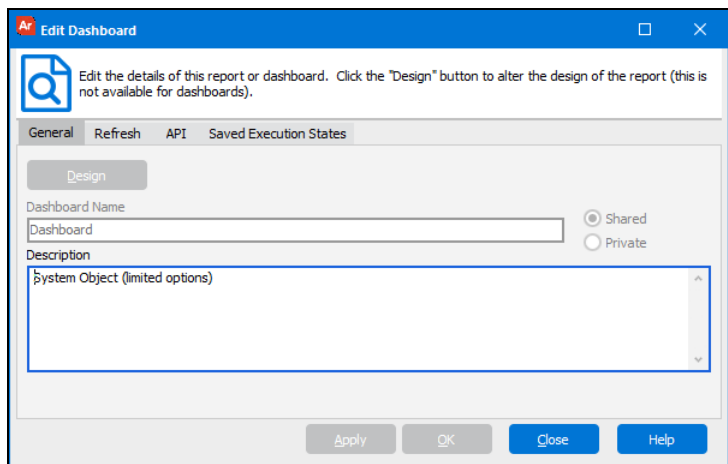 Ar Edit Dashboard
Edit the details of this report or dashboard. Click the "Design" button to alter the design of the report (this is
not available for dashboards).
General Refresh API Saved Execution States
Design
Dashboard Name
Dashboard
Shared
Private
Description
System Object (limited options)
Apply OK Close Help